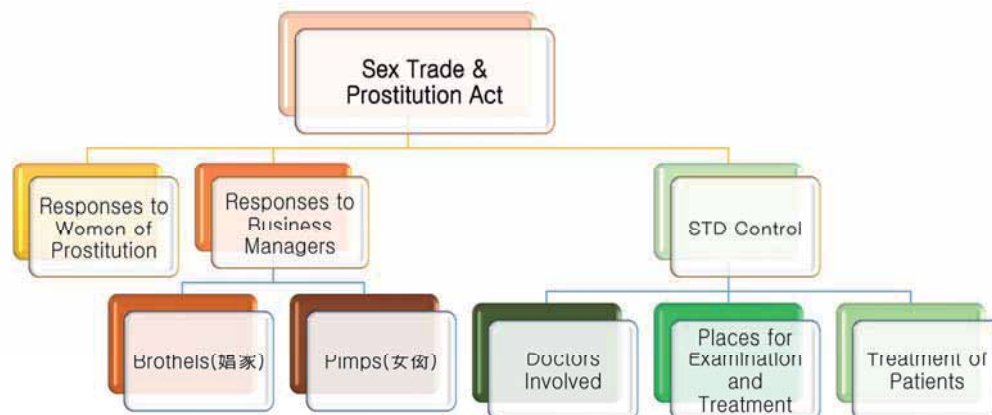 Sex Trade &
Prostitution Act
Responses to
Women of
Prostitution
Responses to
Business
Managers
STD Control
Brothels(娼家)
Pimps(女衒)
Doctors
Involved
Places for
Examination
and
Treatment
Treatment of
Patients